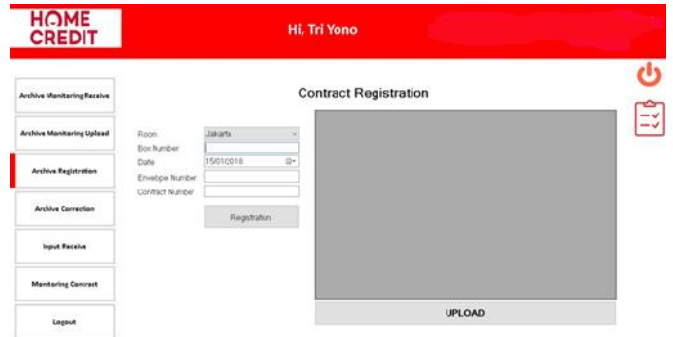 HOME
CREDIT
Hi, Tri Yono
Contract Registration
Archive Monitoring Receive
Archive Monitoring Upload
Archive Registration
Archive Correction
Input Receive
Monitoring Contract
Logout
Room
Jakarta
Box Number
Date
15/01/2018
Envelope Number
Contract Number
Registration
UPLOAD